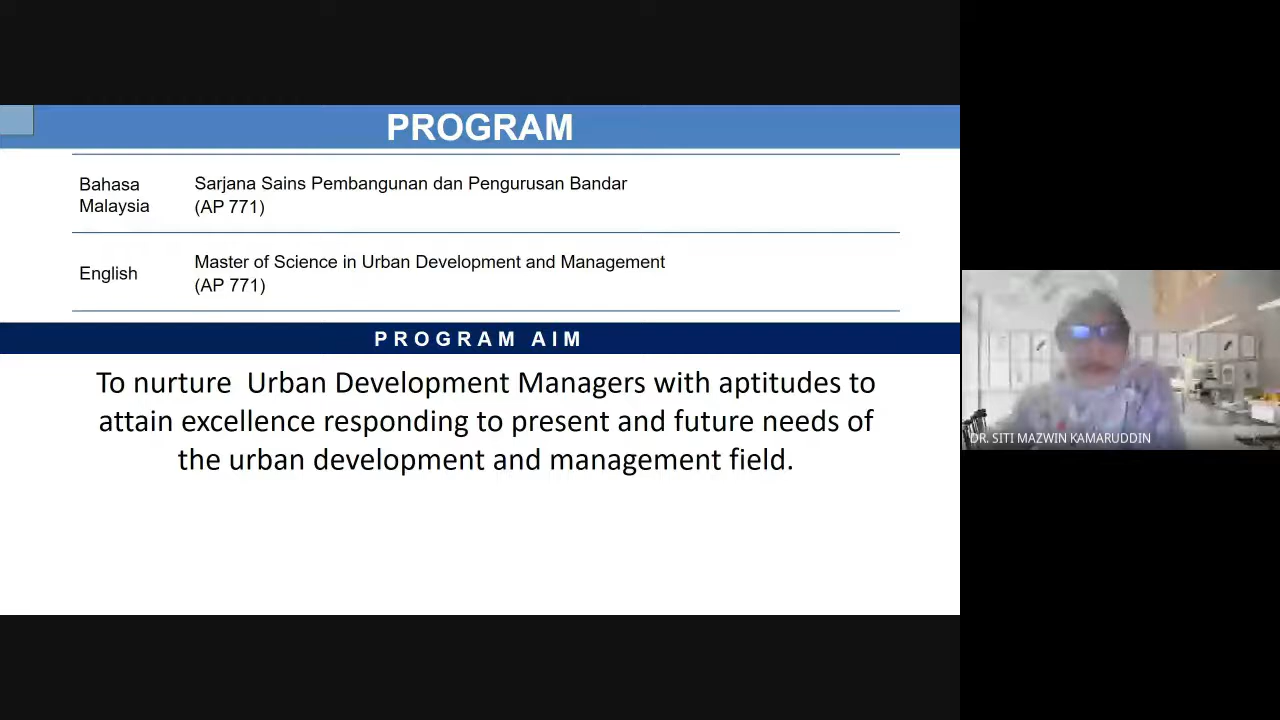 PROGRAM
Bahasa
Malaysia
Sarjana Sains Pembangunan dan Pengurusan Bandar
(AP 771)
English
Master of Science in Urban Development and Management
(AP 771)
PROGRAM AIM
To nurture Urban Development Managers with aptitudes to
attain excellence responding to present and future needs of
the urban development and management field.
DR. SITI MAZWIN KAMARUDDIN